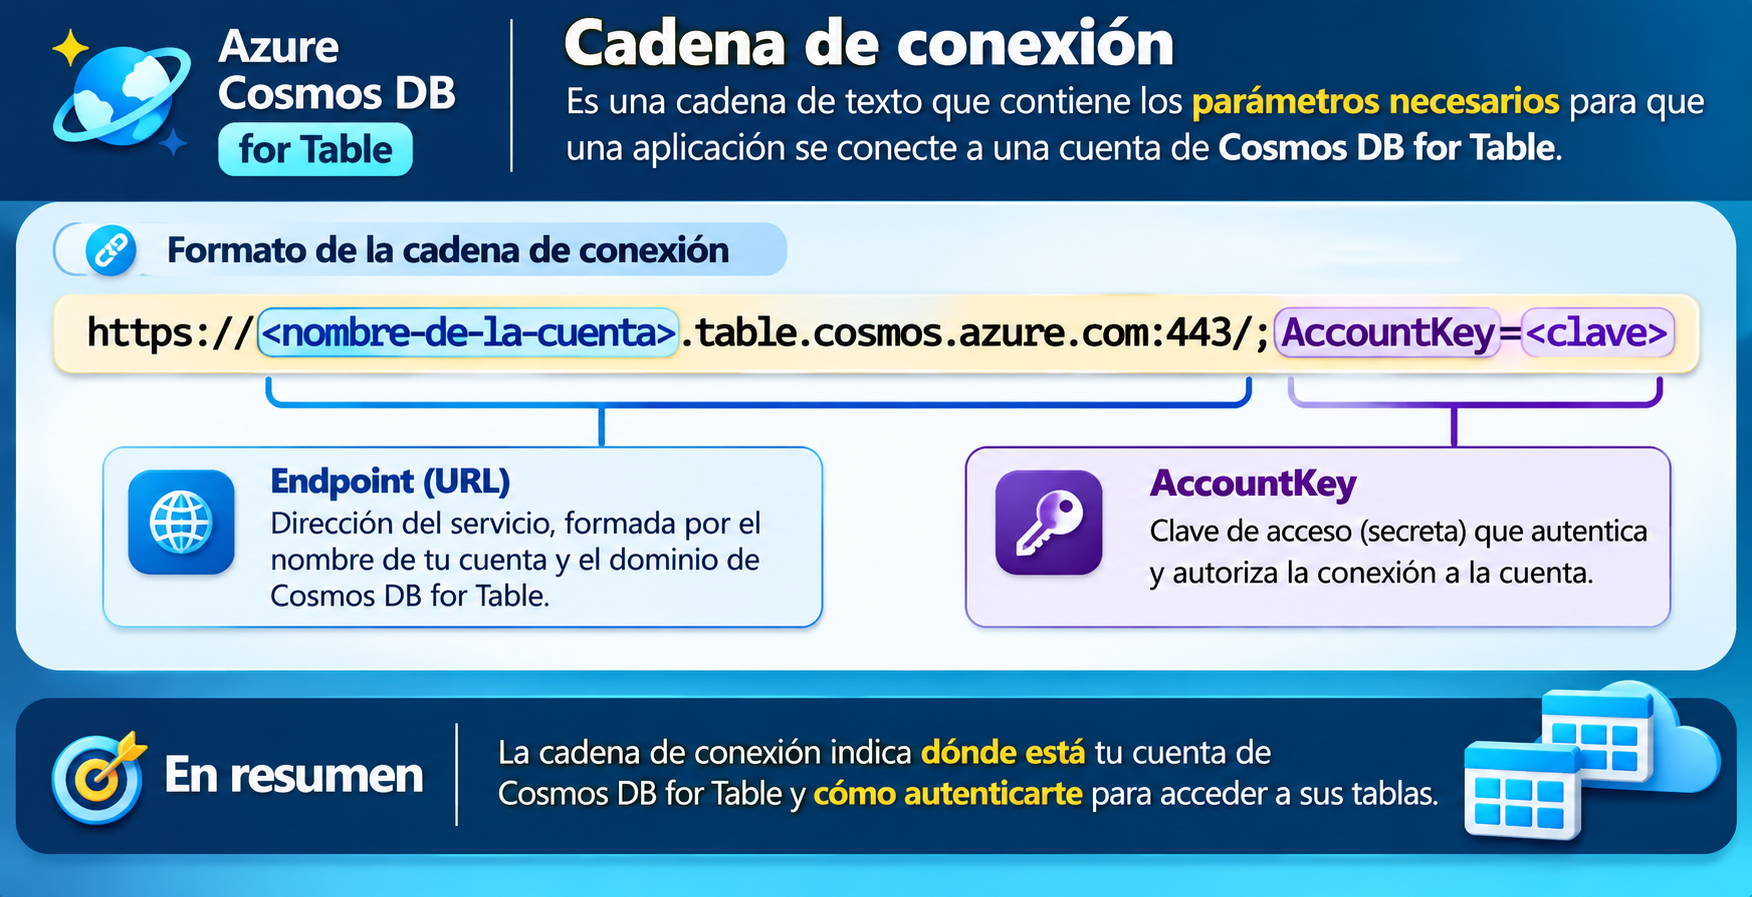 Azure
Cosmos DB
for Table
Cadena de conexión
Es una cadena de texto que contiene los parámetros necesarios para que
una aplicación se conecte a una cuenta de Cosmos DB for Table.
Formato de la cadena de conexión
https://<nombre-de-la-cuenta>.table.cosmos.azure.com:443/;AccountKey=<clave>
Endpoint (URL)
Dirección del servicio, formada por el
nombre de tu cuenta y el dominio de
Cosmos DB for Table.
AccountKey
Clave de acceso (secreta) que autentica
y autoriza la conexión a la cuenta.
En resumen
La cadena de conexión indica dónde está tu cuenta de
Cosmos DB for Table y cómo autenticarte para acceder a sus tablas.